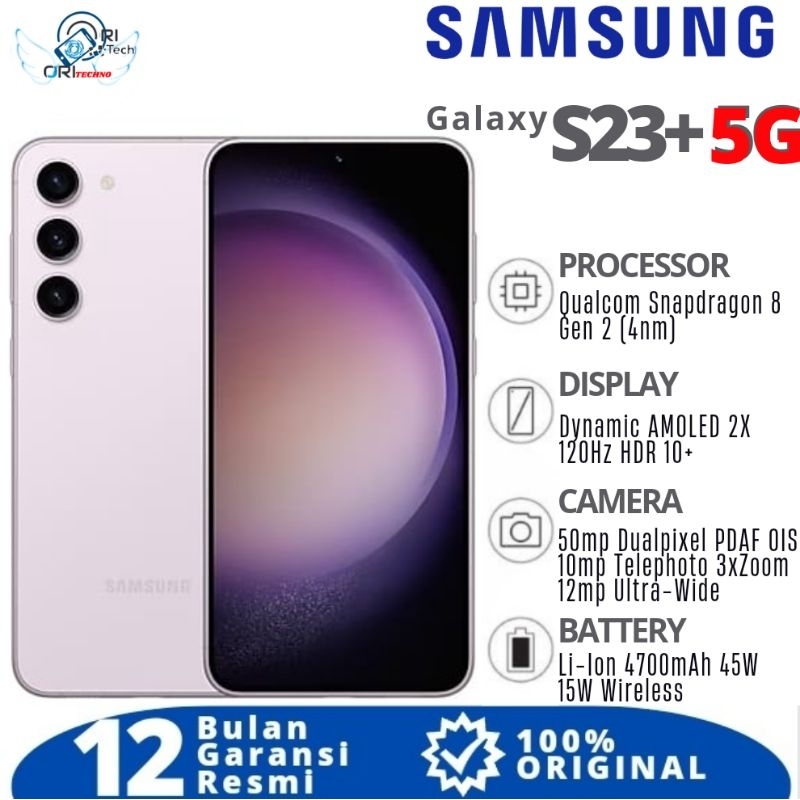 ORI
-Tech
ORITECHNO
SAMSUNG
Galaxy S23+ 5G
PROCESSOR
Qualcom Snapdragon 8
Gen 2 (4nm)
DISPLAY
Dynamic AMOLED 2X
120Hz HDR 10+
CAMERA
50mp Dualpixel PDAF OIS
10mp Telephoto 3xZoom
12mp Ultra-Wide
BATTERY
Li-Ion 4700mAh 45W
15W Wireless
SAMSUNG
12 Bulan
Garansi
Resmi
100%
ORIGINAL